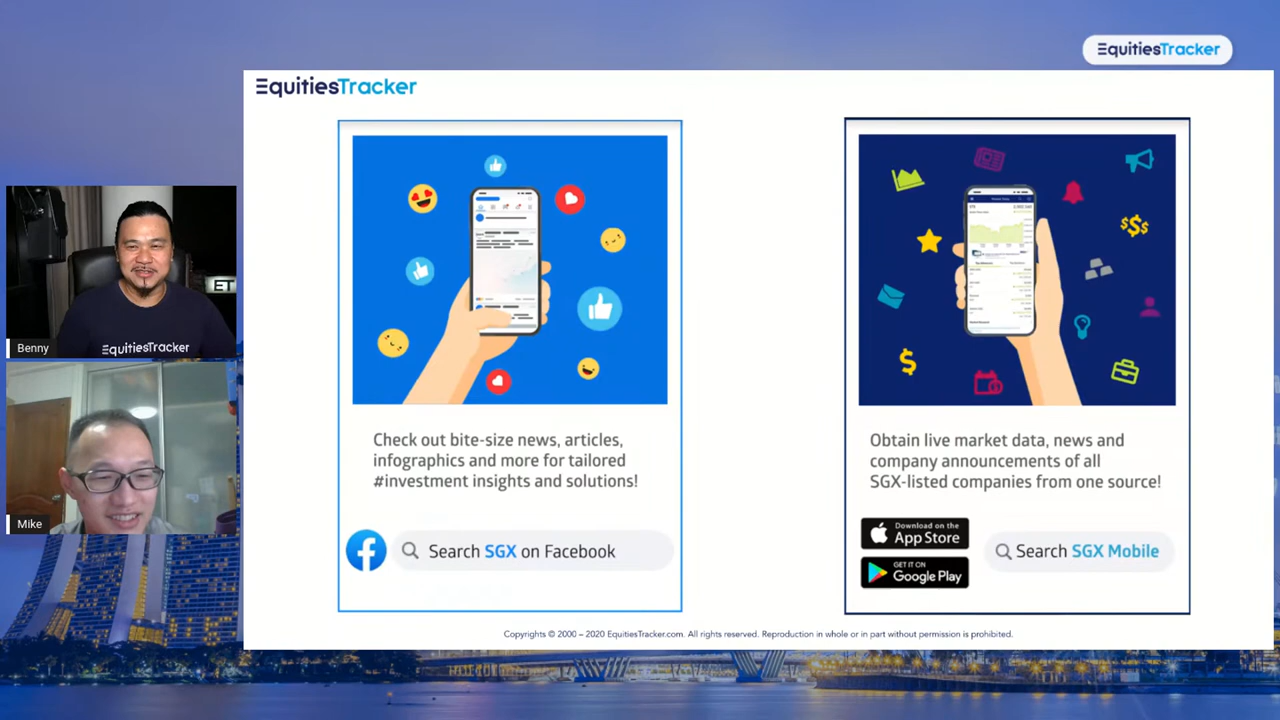 EquitiesTracker
EquitiesTracker
Check out bite-size news, articles,
infographics and more for tailored
#investment insights and solutions!
Search SGX on Facebook
Obtain live market data, news and
company announcements of all
SGX-listed companies from one source!
Download on the
App Store
GET IT ON
Google Play
Search SGX Mobile
ET
EquitiesTracker
Benny
Mike
Copyrights © 2000 – 2020 EquitiesTracker.com. All rights reserved. Reproduction in whole or in part without permission is prohibited.